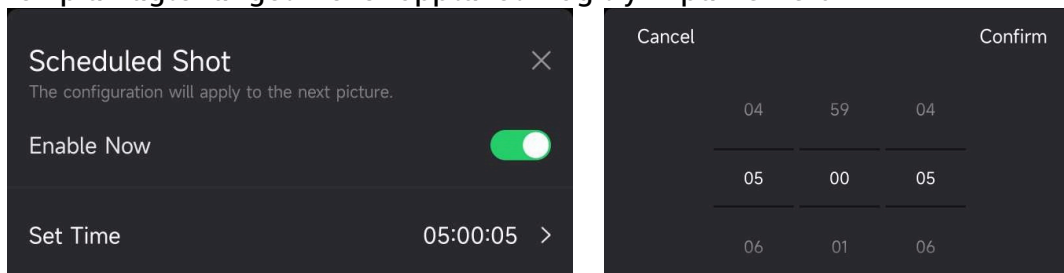 Scheduled Shot
The configuration will apply to the next picture.
Enable Now
Set Time 05:00:05 >
Cancel Confirm
04 59 04
05 00 05
06 01 06